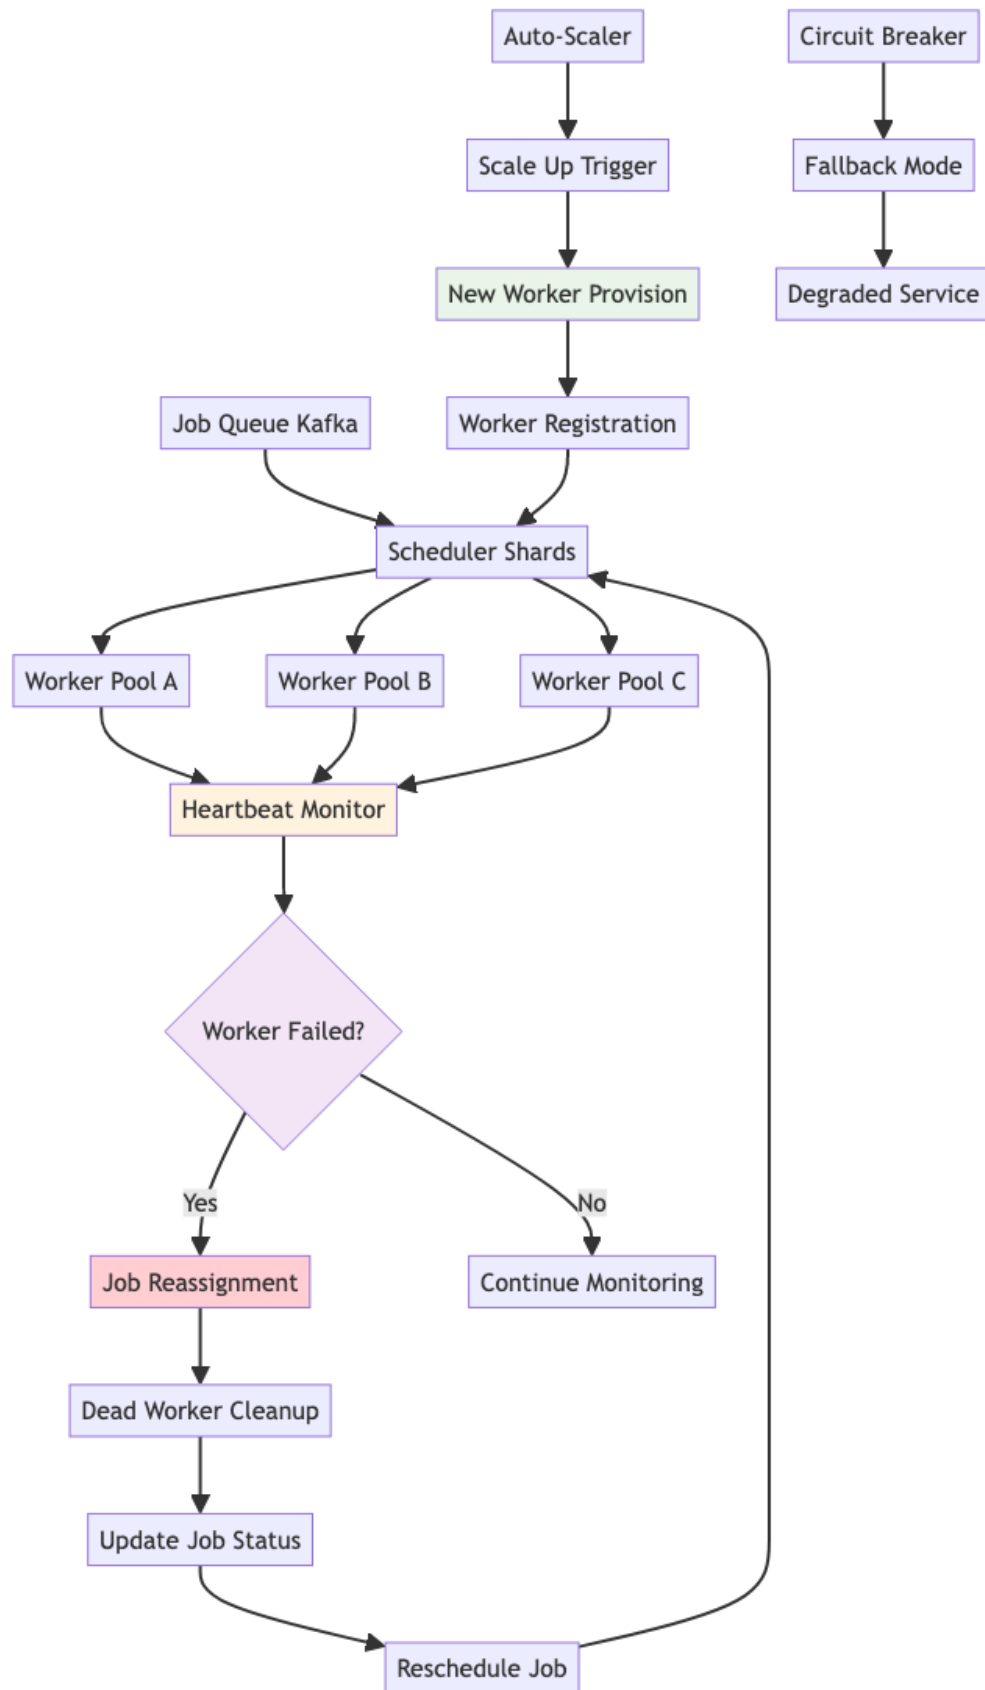 Auto-Scaler
Circuit Breaker
Scale Up Trigger
Fallback Mode
New Worker Provision
Degraded Service
Job Queue Kafka
Worker Registration
Scheduler Shards
Worker Pool A
Worker Pool B
Worker Pool C
Heartbeat Monitor
Worker Failed?
Yes
No
Job Reassignment
Continue Monitoring
Dead Worker Cleanup
Update Job Status
Reschedule Job